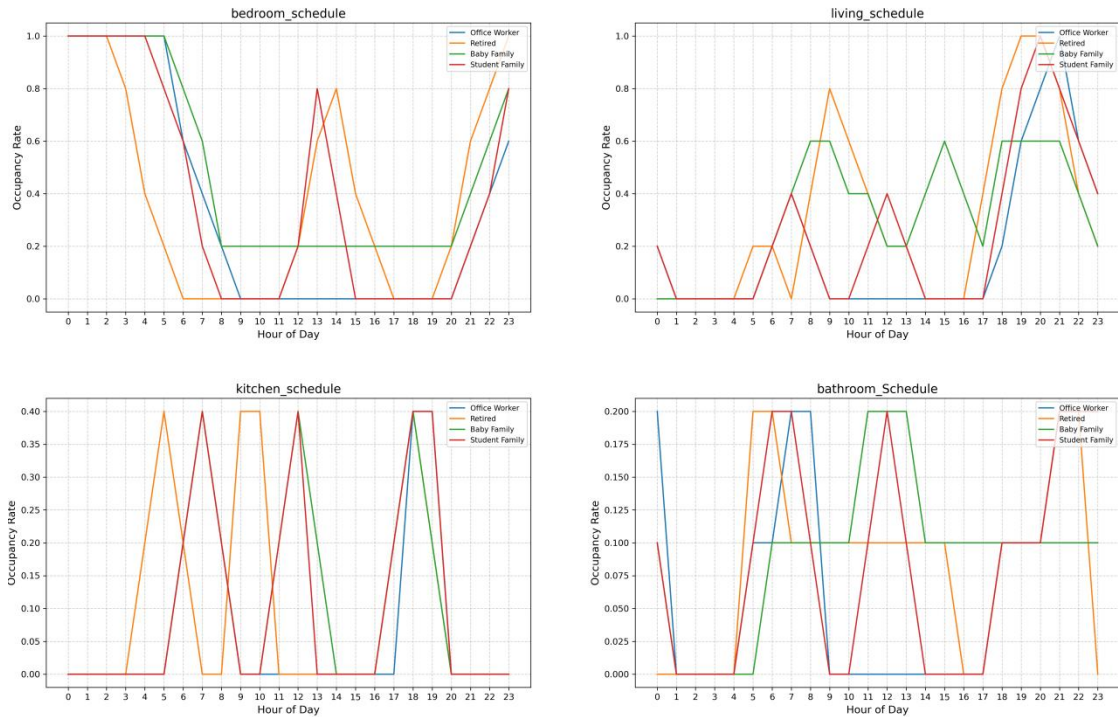 bedroom_schedule
1.0
0.8
0.6
0.4
0.2
0.0
Occupancy Rate
Office Worker
Retired
Baby Family
Student Family
0 1 2 3 4 5 6 7 8 9 10 11 12 13 14 15 16 17 18 19 20 21 22 23
Hour of Day
living_schedule
1.0
0.8
0.6
0.4
0.2
0.0
Occupancy Rate
Office Worker
Retired
Baby Family
Student Family
0 1 2 3 4 5 6 7 8 9 10 11 12 13 14 15 16 17 18 19 20 21 22 23
Hour of Day
kitchen_schedule
0.40
0.35
0.30
0.25
0.20
0.15
0.10
0.05
0.00
Occupancy Rate
Office Worker
Retired
Baby Family
Student Family
0 1 2 3 4 5 6 7 8 9 10 11 12 13 14 15 16 17 18 19 20 21 22 23
Hour of Day
bathroom_Schedule
0.200
0.175
0.150
0.125
0.100
0.075
0.050
0.025
0.000
Occupancy Rate
Office Worker
Retired
Baby Family
Student Family
0 1 2 3 4 5 6 7 8 9 10 11 12 13 14 15 16 17 18 19 20 21 22 23
Hour of Day